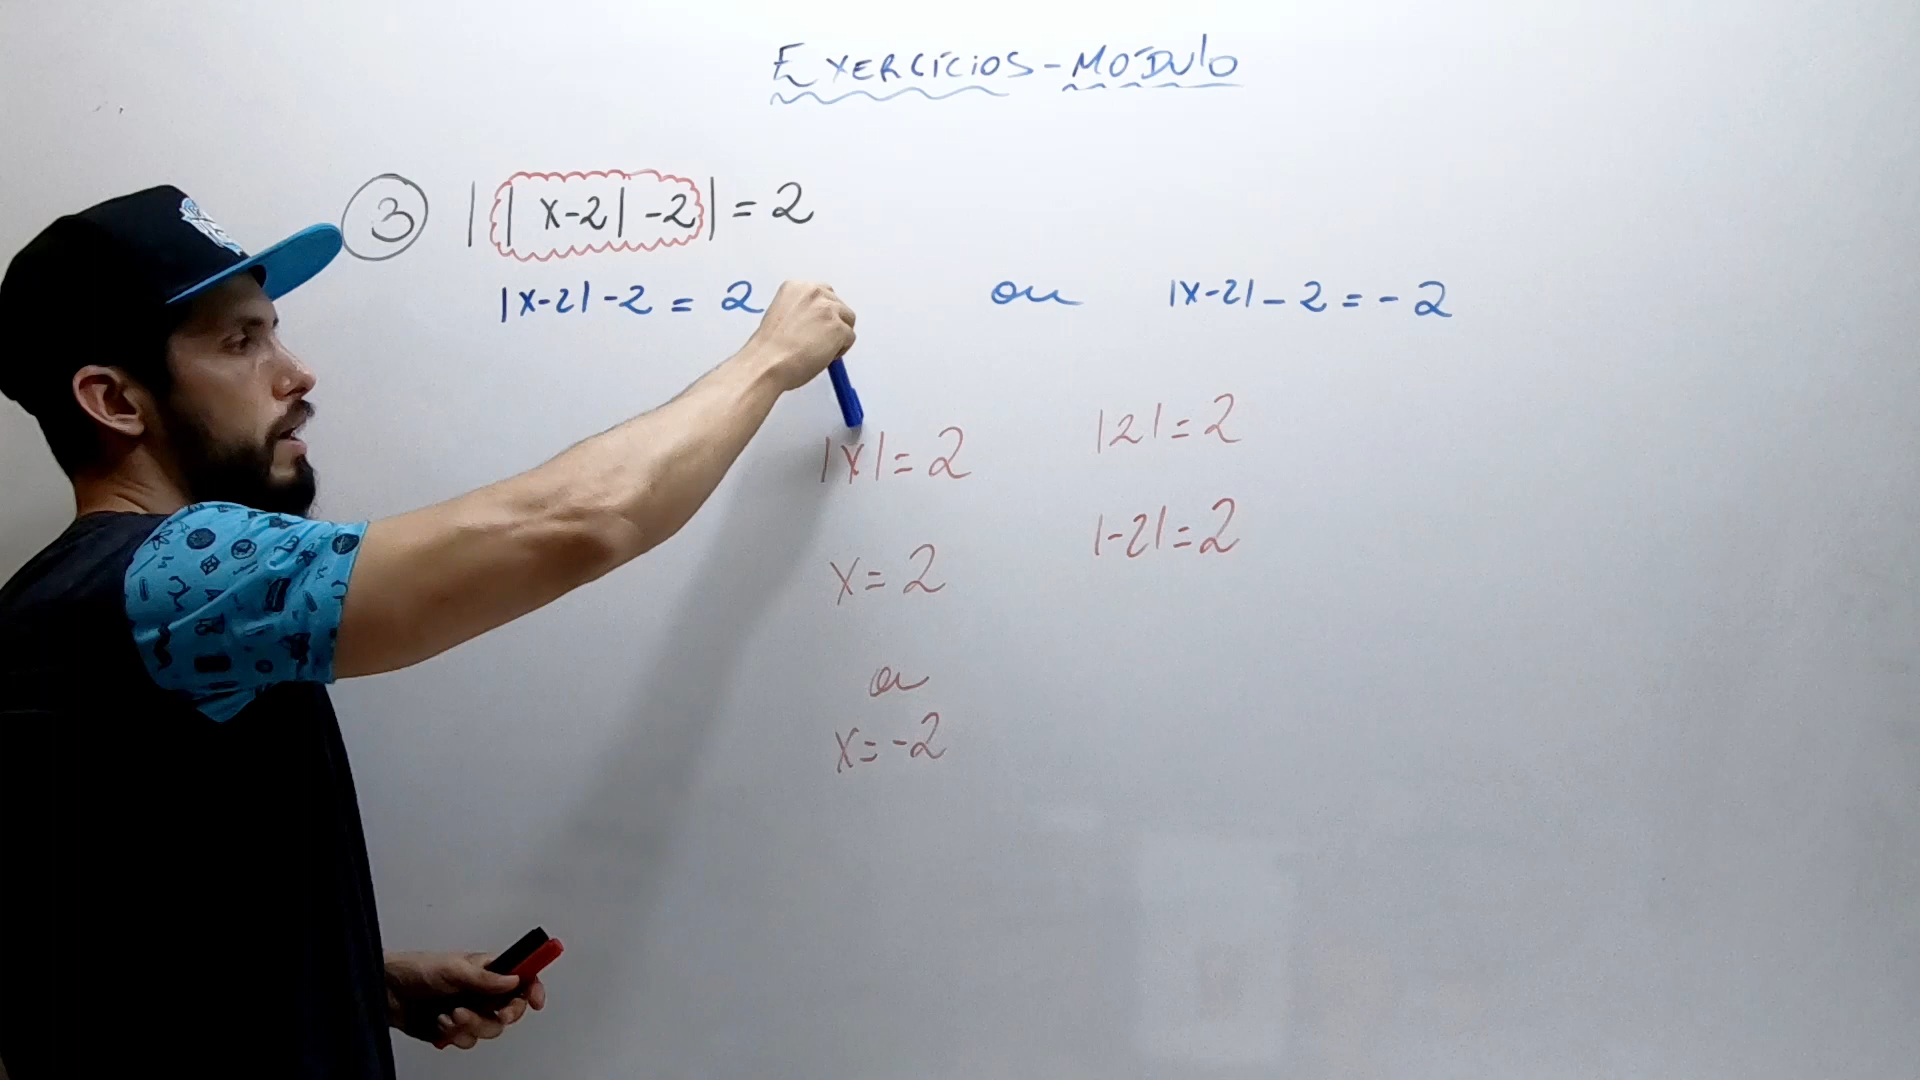 EXERCÍCIOS - MÓDULO
3 | | x-2 | -2 | = 2
|x-2| -2 = 2 ou |x-2| - 2 = -2
|x| = 2 |2| = 2
x = 2 |-2| = 2
ou
x = -2